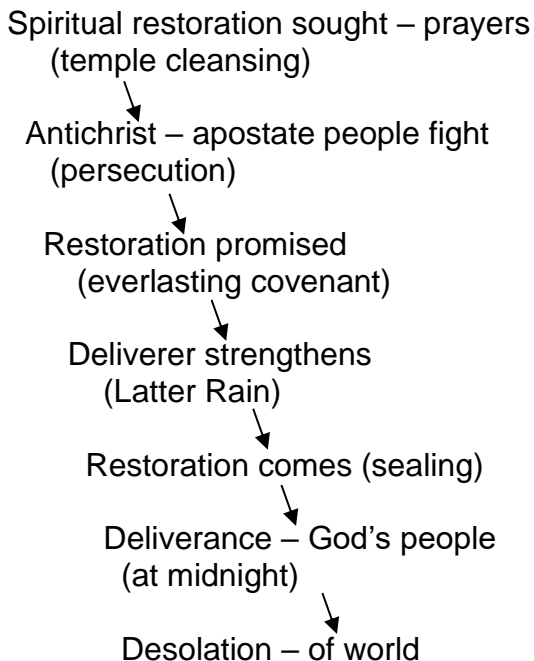 Spiritual restoration sought – prayers
(temple cleansing)
Antichrist – apostate people fight
(persecution)
Restoration promised
(everlasting covenant)
Deliverer strengthens
(Latter Rain)
Restoration comes (sealing)
Deliverance – God's people
(at midnight)
Desolation – of world